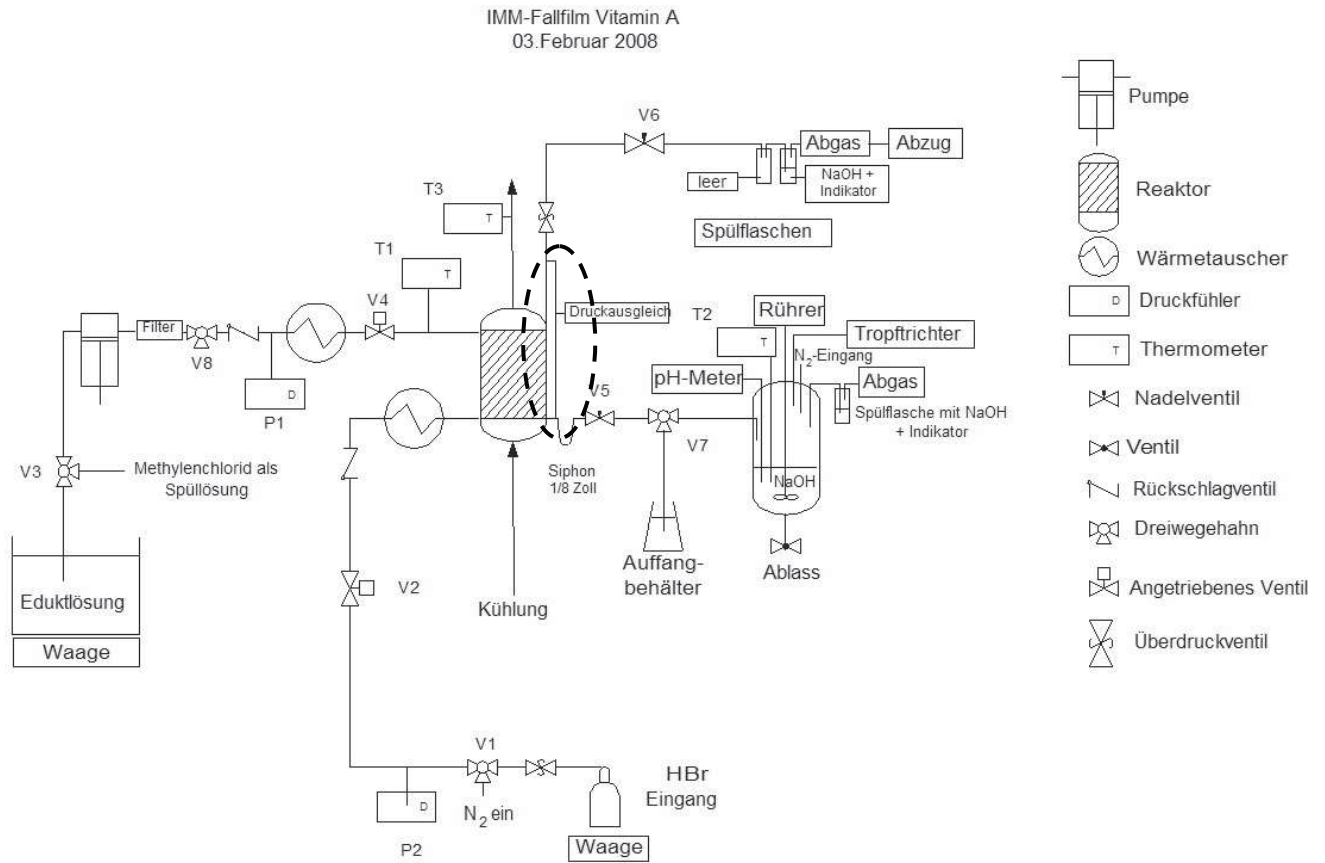 IMM-Fallfilm Vitamin A
03.Februar 2008
V6
Abgas
Abzug
leer
NaOH +
Indikator
Spülflaschen
T3
T
T1
T
V4
Filter
V8
D
P1
Druckausgleich
T2
T
Rührer
Tropftrichter
N2-Eingang
pH-Meter
Abgas
Spülflasche mit NaOH
+ Indikator
V5
V7
NaOH
Siphon
1/8 Zoll
V3
Methylenchlorid als
Spüllösung
Eduktlösung
Waage
V2
Kühlung
Auffang-
behälter
Ablass
V1
N2 ein
D
P2
HBr
Eingang
Waage
Pumpe
Reaktor
Wärmetauscher
D
Druckfühler
T
Thermometer
Nadelventil
Ventil
Rückschlagventil
Dreiwegehahn
Angetriebenes Ventil
Überdruckventil